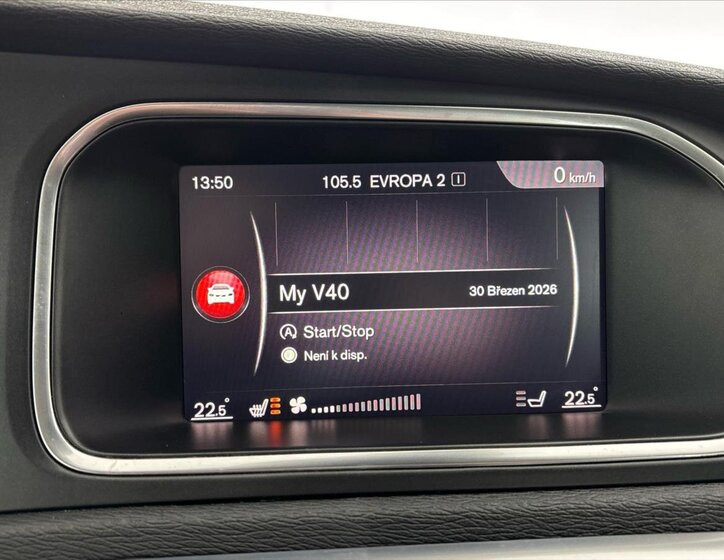 13:50 105.5 EVROPA 2 I 0 km/h
My V40 30 Březen 2026
A Start/Stop
Není k disp.
22.5° 22.5°